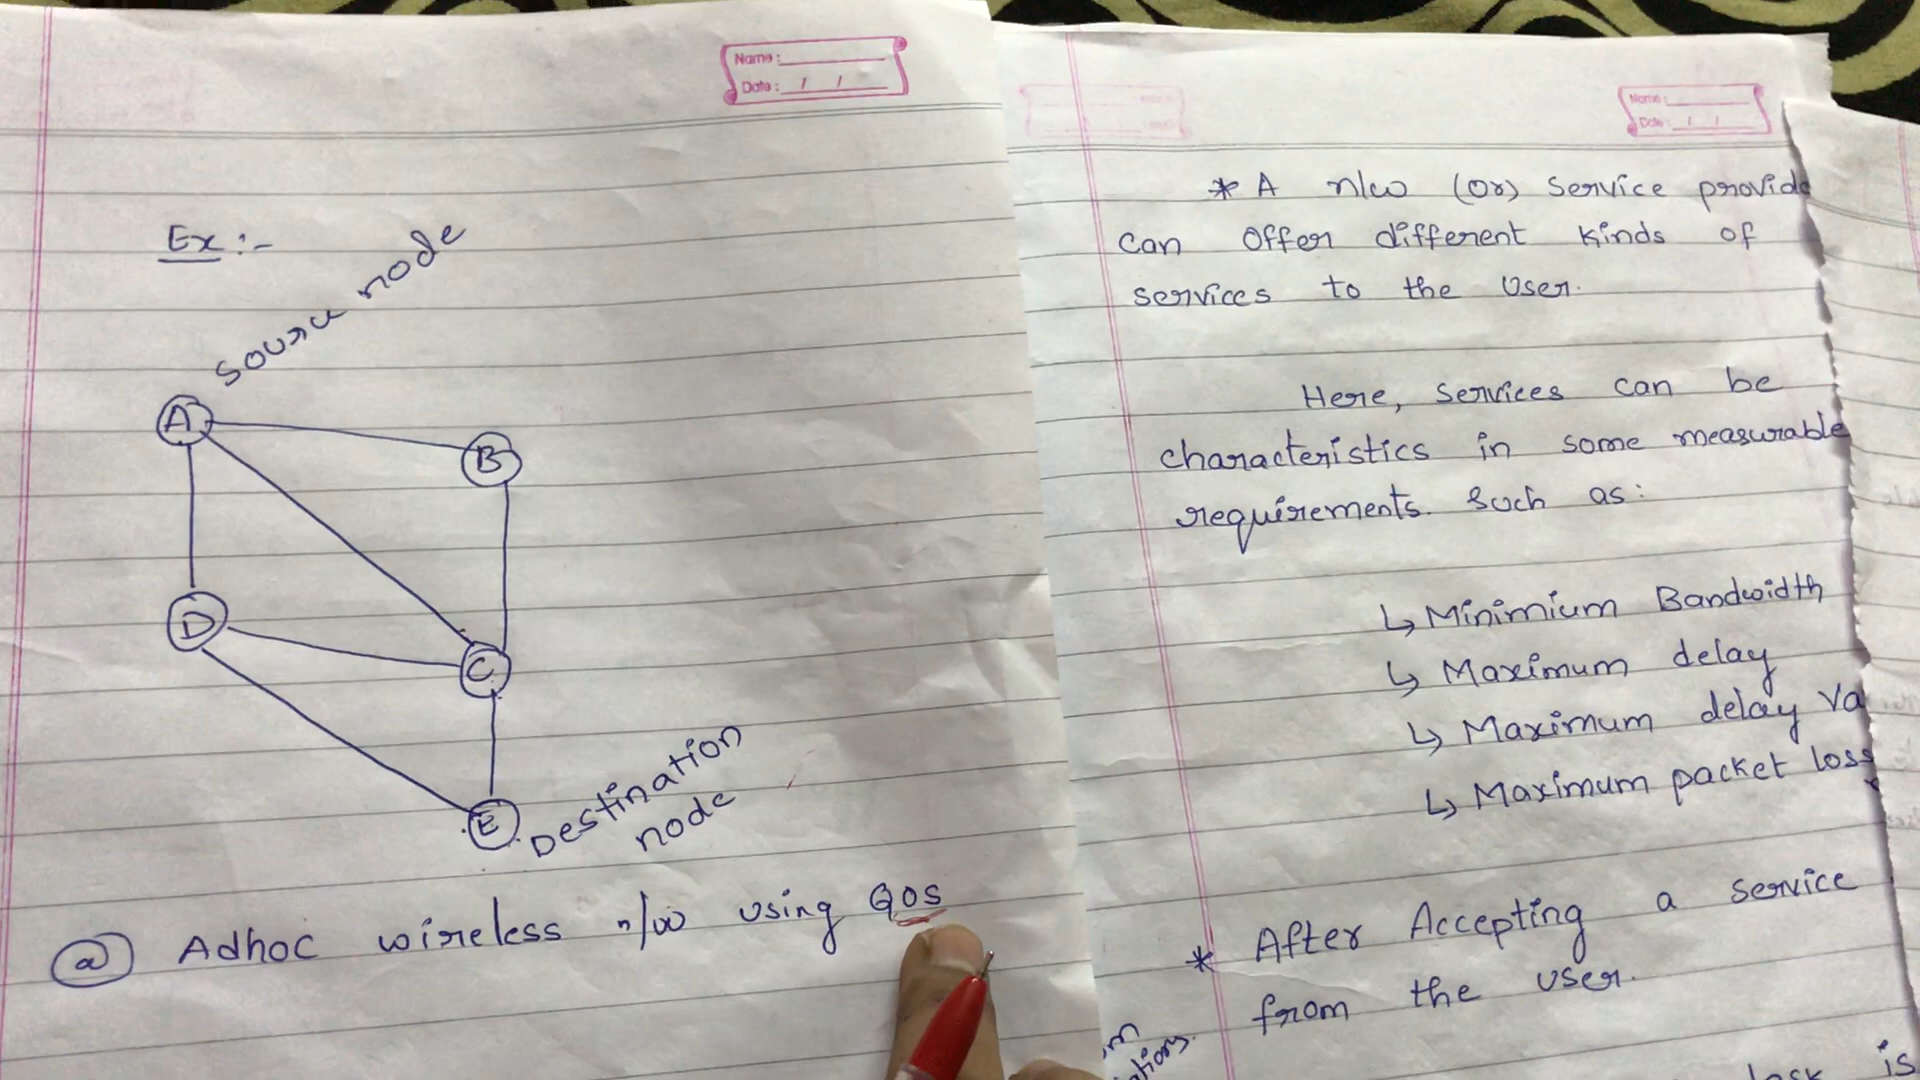 Name :
Date : / /
Ex :-
Source node
A
B
D
C
E
Destination
node
a) Adhoc wireless n/w using QOS
Name :
Date : / /
* A n/w (or) Service provide
can offer different kinds of
services to the user.
Here, services can be
characteristics in some measurable
requirements. Such as:
↳ Minimium Bandwidth
↳ Maximum delay
↳ Maximum delay Va
↳ Maximum packet loss
* After Accepting a service
from the user.
is